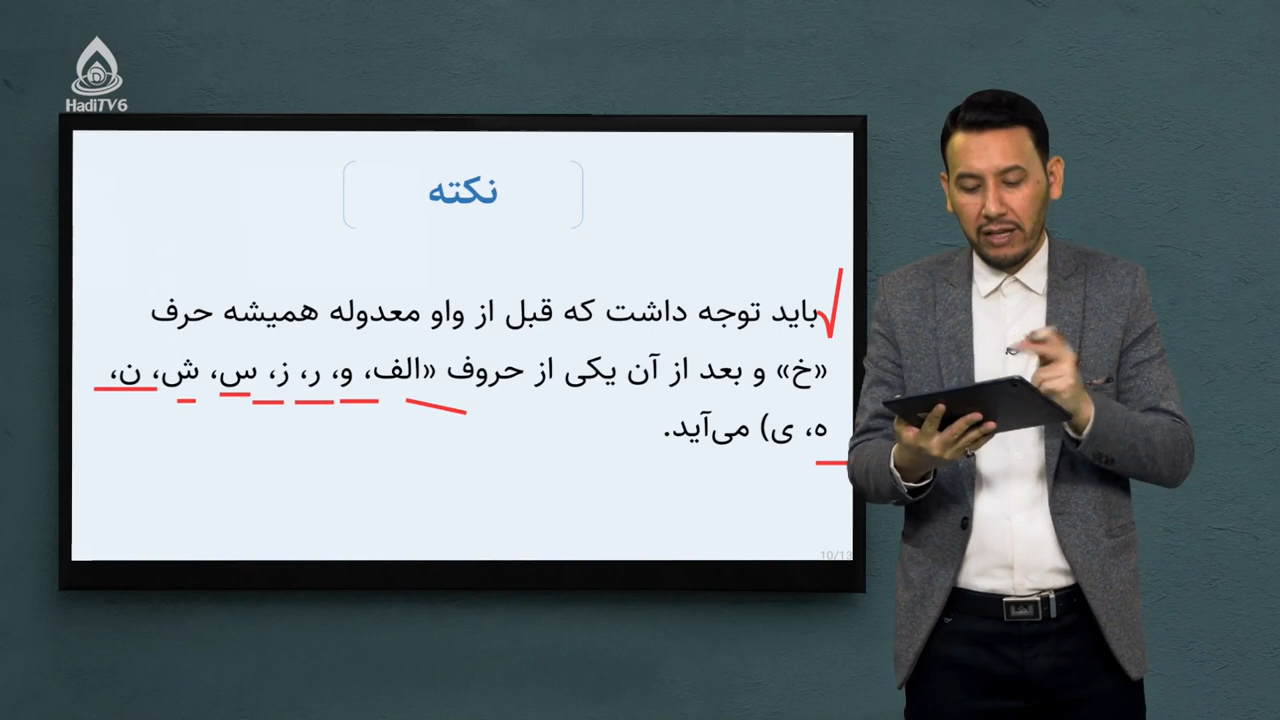 HadiTV6
نکته
باید توجه داشت که قبل از واو معدوله همیشه حرف
«خ» و بعد از آن یکی از حروف «الف، و، ر، ز، س، ش، ن،
ه، ی) می‌آید.
10/13